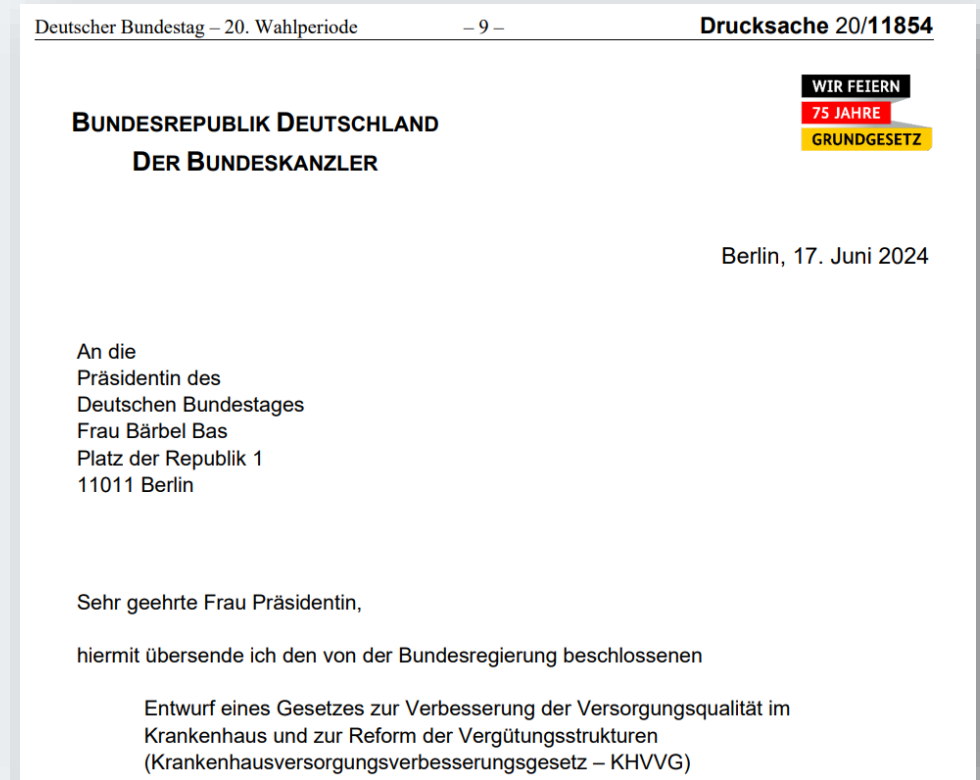 Deutscher Bundestag – 20. Wahlperiode – 9 – Drucksache 20/11854
WIR FEIERN
75 JAHRE
GRUNDGESETZ
BUNDESREPUBLIK DEUTSCHLAND
DER BUNDESKANZLER
Berlin, 17. Juni 2024
An die
Präsidentin des
Deutschen Bundestages
Frau Bärbel Bas
Platz der Republik 1
11011 Berlin
Sehr geehrte Frau Präsidentin,
hiermit übersende ich den von der Bundesregierung beschlossenen
Entwurf eines Gesetzes zur Verbesserung der Versorgungsqualität im
Krankenhaus und zur Reform der Vergütungsstrukturen
(Krankenhausversorgungsverbesserungsgesetz – KHVVG)